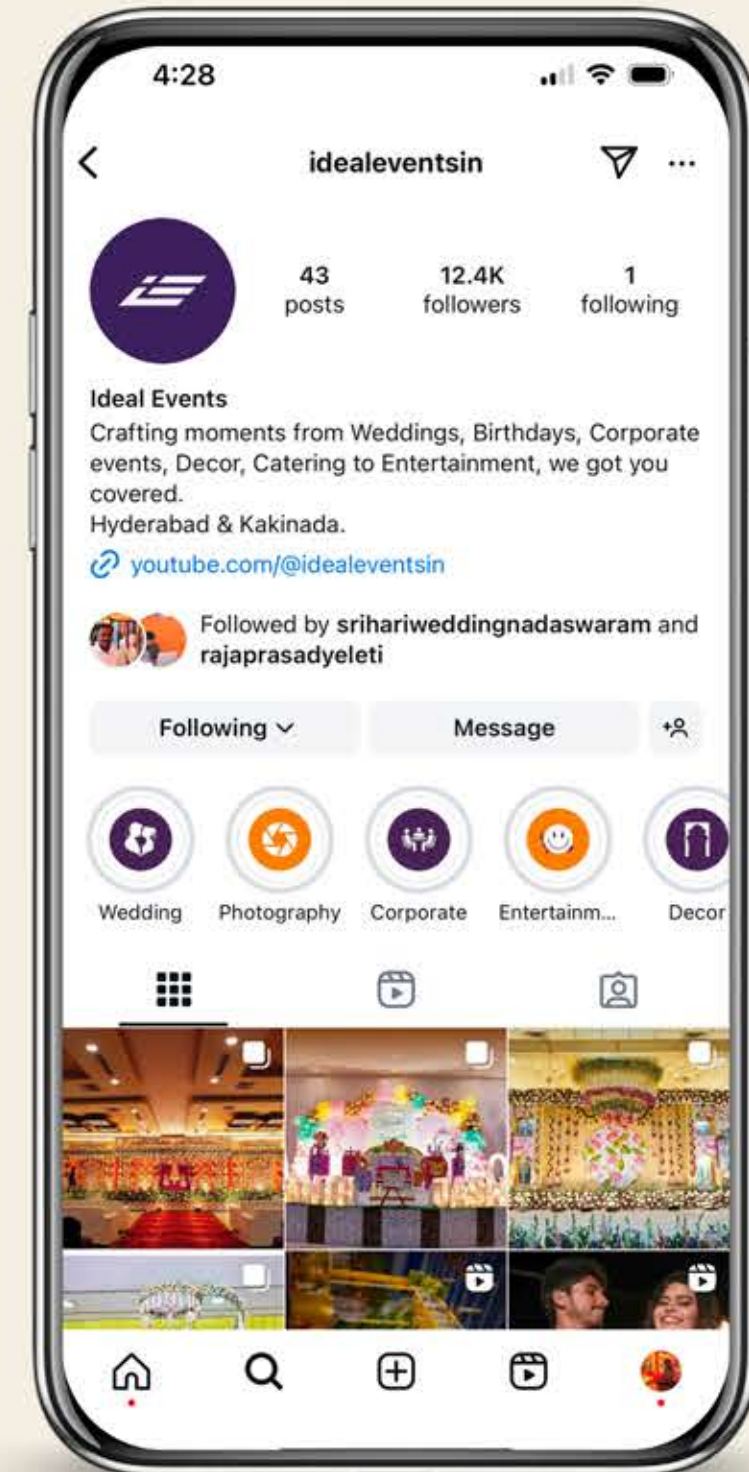 4:28
idealeventsin
43
posts
12.4K
followers
1
following
Ideal Events
Crafting moments from Weddings, Birthdays, Corporate
events, Decor, Catering to Entertainment, we got you
covered.
Hyderabad & Kakinada.
youtube.com/@idealeventsin
Followed by sriharíweddingnadaswaram and
rajaprasadyeleti
Following
Message
Wedding
Photography
Corporate
Entertainm...
Decor